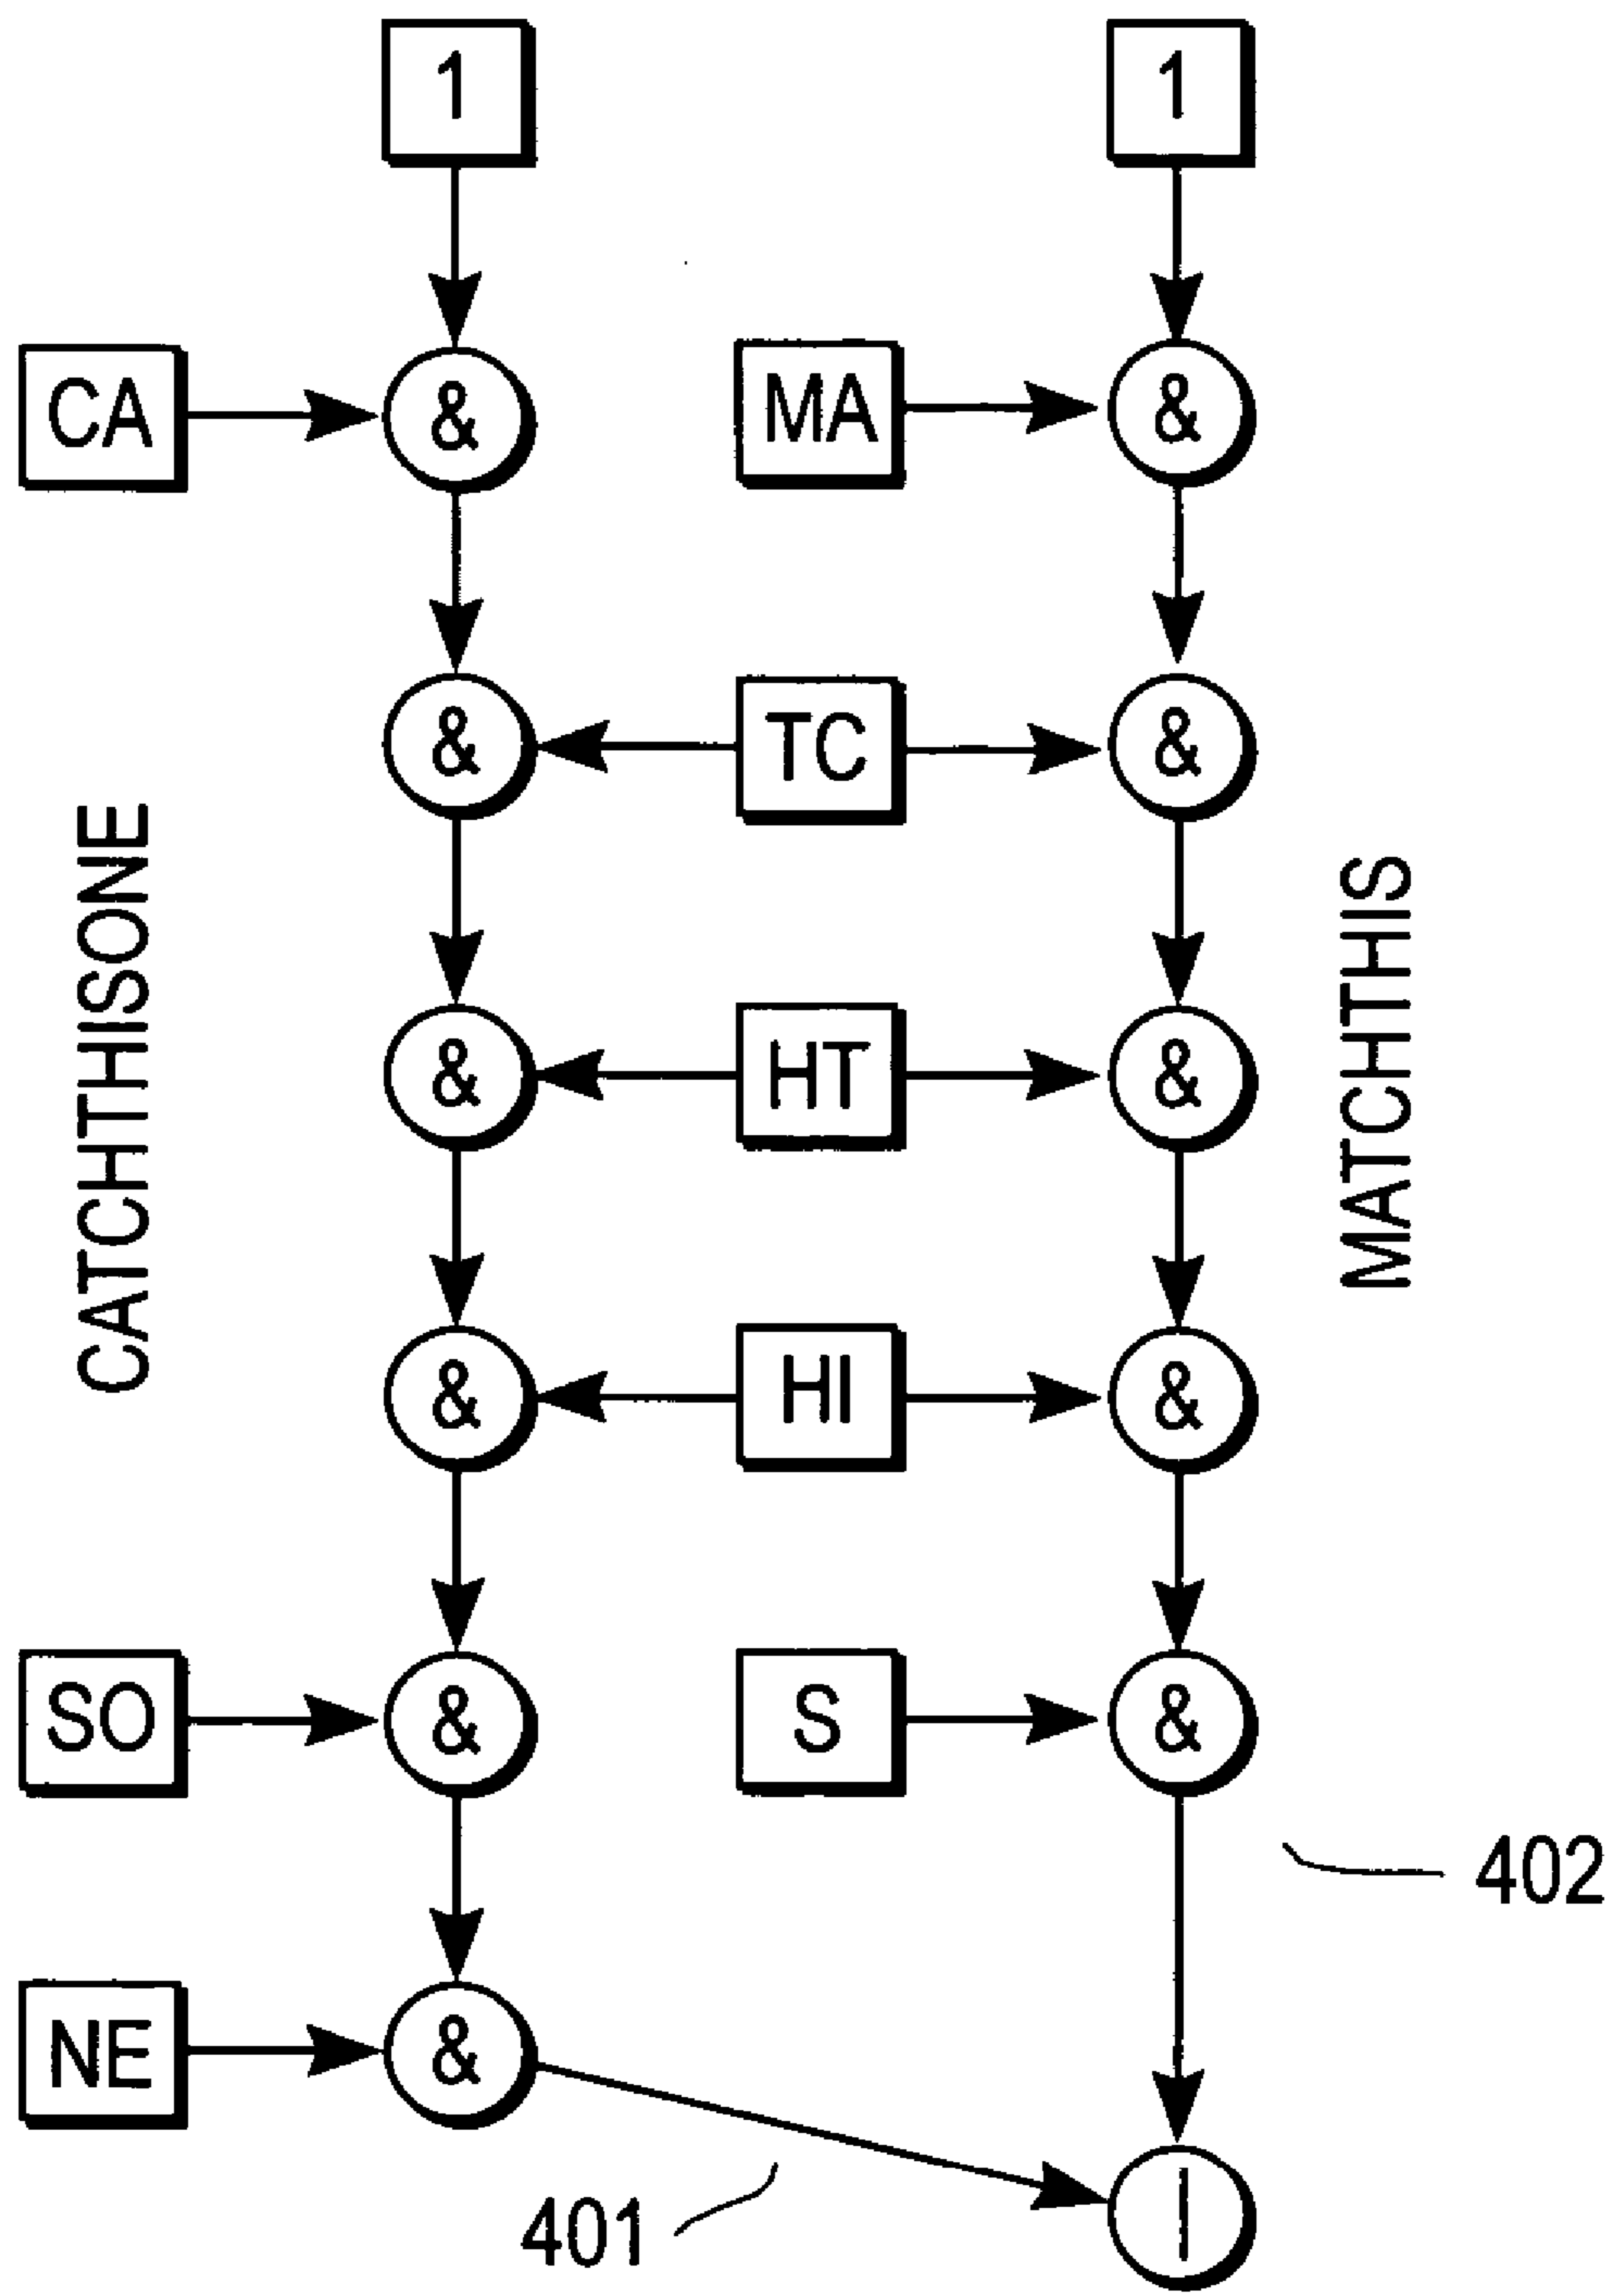 1 1
CA & MA &
& TC &
CATCHTHISONE
MATCHTHIS
& HT &
& HI &
SO & S &
402
NE &
401
|